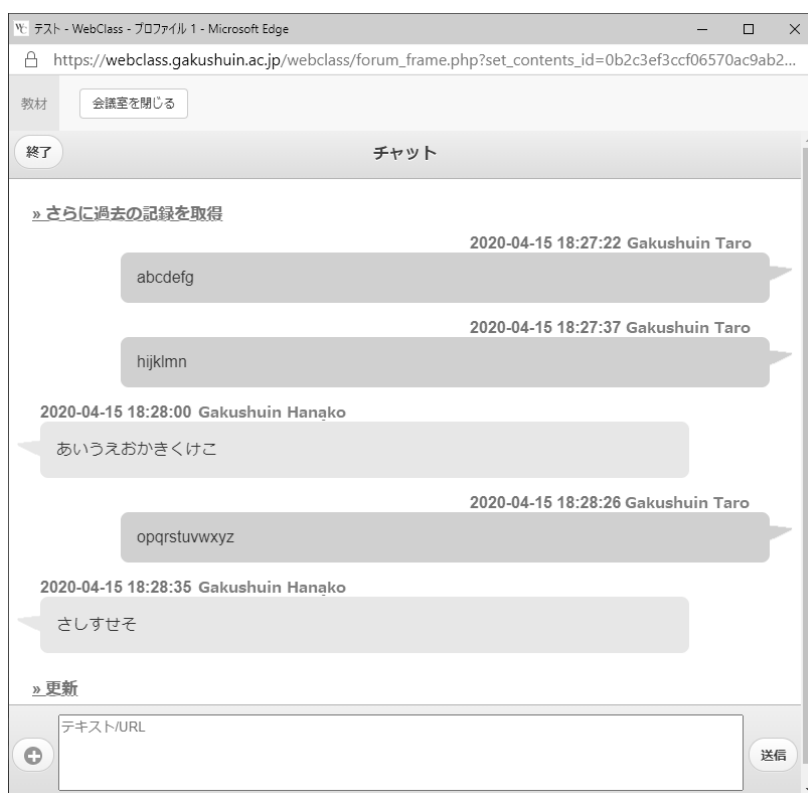 テスト - WebClass - プロファイル 1 - Microsoft Edge
https://webclass.gakushuin.ac.jp/webclass/forum_frame.php?set_contents_id=0b2c3ef3ccf06570ac9ab2...
教材 会議室を閉じる
終了 チャット
» さらに過去の記録を取得
2020-04-15 18:27:22 Gakushuin Taro
abcdefg
2020-04-15 18:27:37 Gakushuin Taro
hijklmn
2020-04-15 18:28:00 Gakushuin Hanako
あいうえおかきくけこ
2020-04-15 18:28:26 Gakushuin Taro
opqrstuvwxyz
2020-04-15 18:28:35 Gakushuin Hanako
さしすせそ
» 更新
テキスト/URL
送信